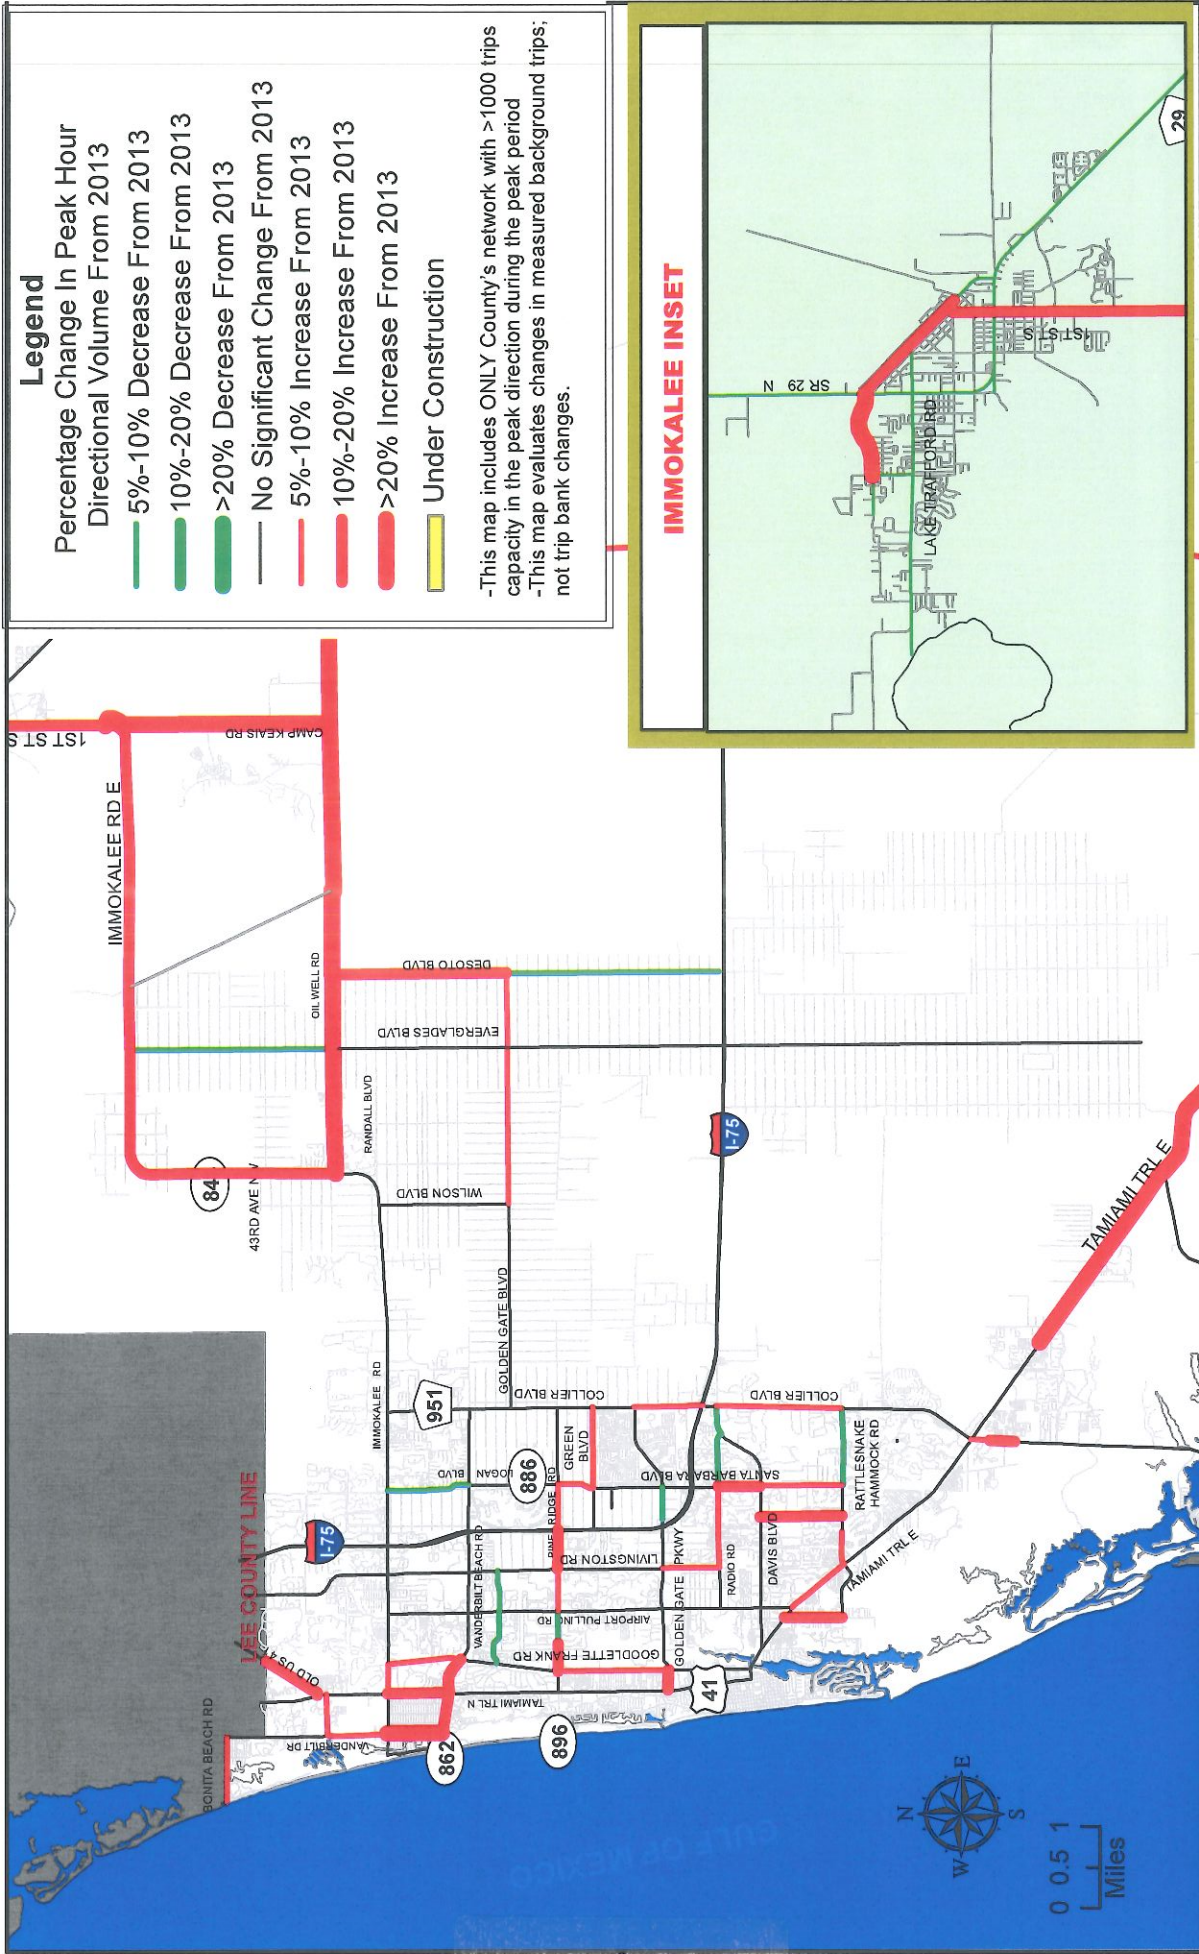 Legend
Percentage Change In Peak Hour
Directional Volume From 2013
5%-10% Decrease From 2013
10%-20% Decrease From 2013
>20% Decrease From 2013
No Significant Change From 2013
5%-10% Increase From 2013
10%-20% Increase From 2013
>20% Increase From 2013
Under Construction
-This map includes ONLY County's network with >1000 trips
capacity in the peak direction during the peak period
-This map evaluates changes in measured background trips;
not trip bank changes.
IMMOKALEE INSET
SR 29 N
LAKE TRAFFORD RD
1ST ST S
29
1ST ST S
IMMOKALEE RD E
CAMP KEAIS RD
OIL WELL RD
DESOTO BLVD
EVERGLADES BLVD
RANDALL BLVD
43RD AVE NW
WILSON BLVD
GOLDEN GATE BLVD
I-75
TAMIAMI TRL E
LEE COUNTY LINE
I-75
IMMOKALEE RD
951
COLLIER BLVD
COLLIER BLVD
LOGAN BLVD
886
GREEN
BLVD
PINE RIDGE RD
SANTA BARBARA BLVD
RATTLESNAKE
HAMMOCK RD
VANDERBILT BEACH RD
LIVINGSTON RD
AIRPORT PULLING RD
GOODLETTE FRANK RD
GOLDEN GATE PKWY
RADIO RD
DAVIS BLVD
TAMIAMI TRL E
OLD US 41
TAMIAMI TRL N
41
BONITA BEACH RD
VANDERBILT DR
862
896
GULF OF MEXICO
N
W E
S
0 0.5 1
Miles